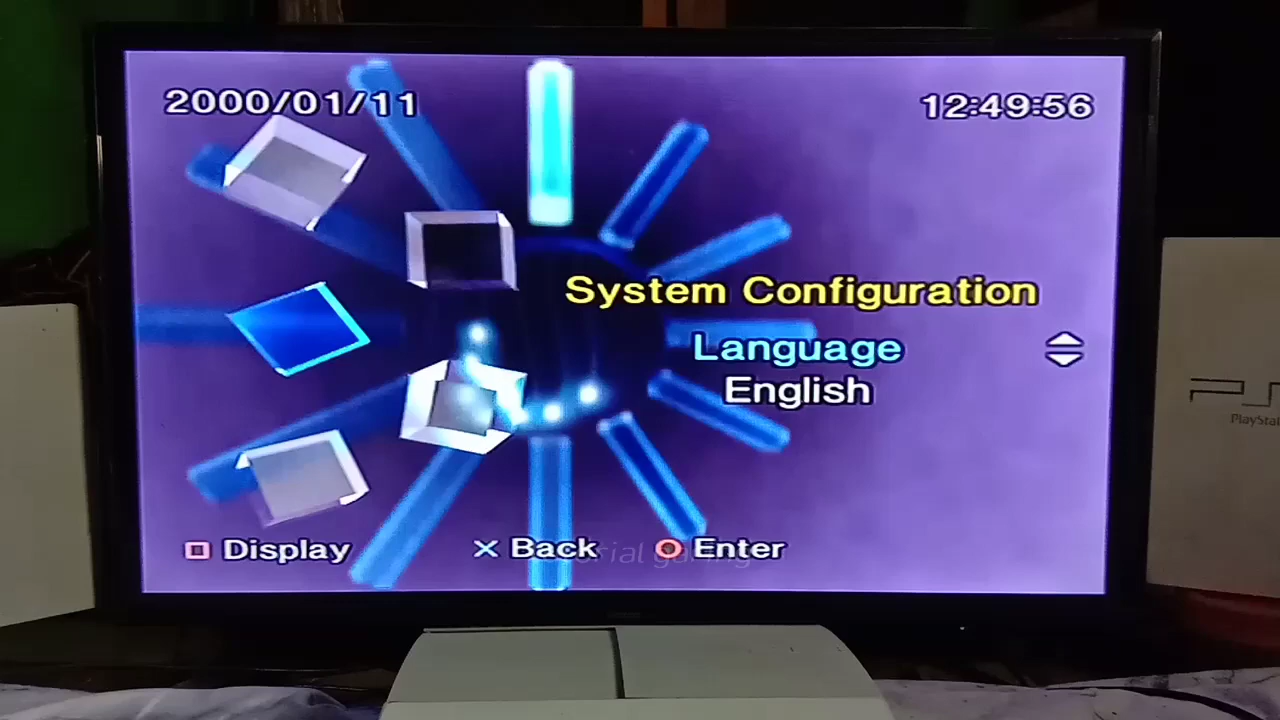 2000/01/11
12:49:56
System Configuration
Language
English
Display
Back
Enter